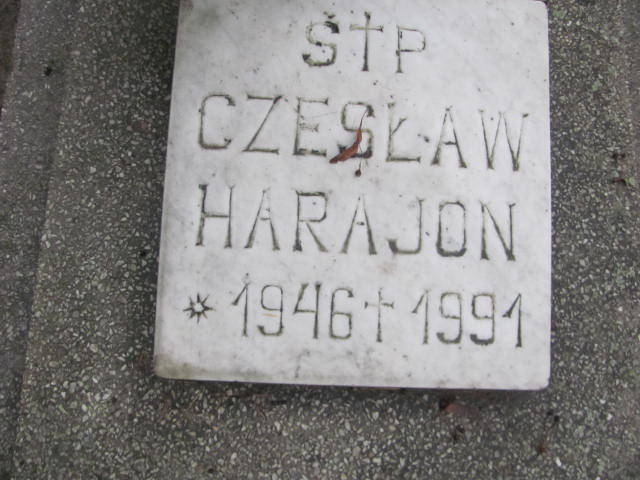 Ś†P
CZESŁAW
HARAJON
* 1946 † 1991